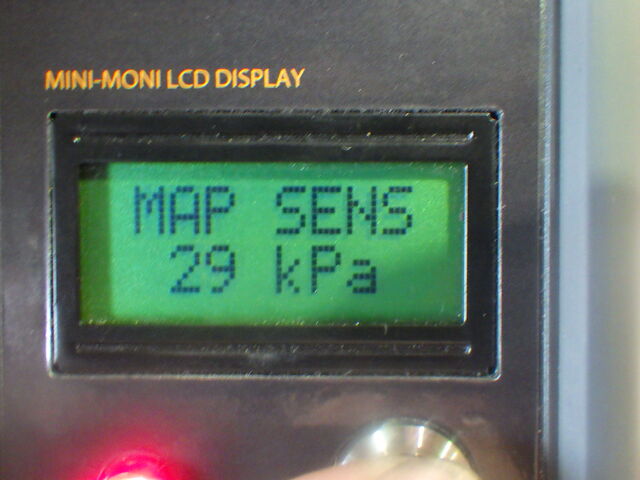 MINI-MONI LCD DISPLAY
MAP SENS
29 kPa